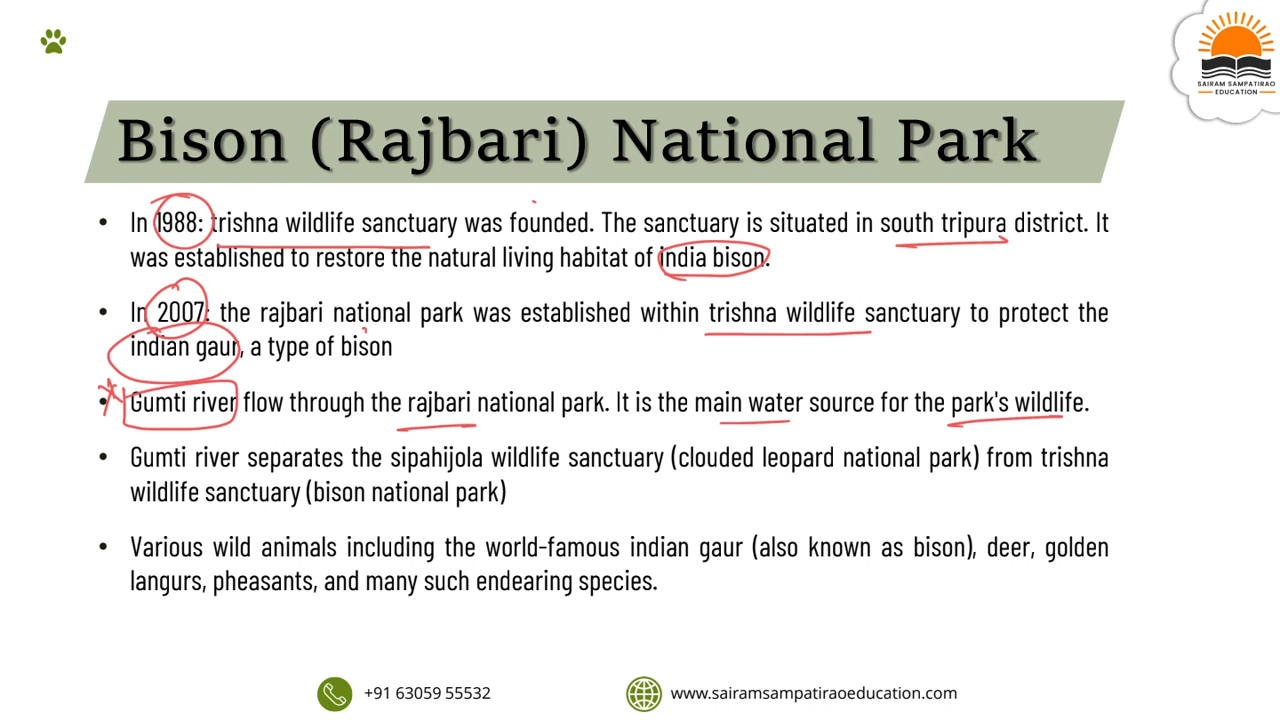 SAIRAM SAMPATIRAO
EDUCATION
Bison (Rajbari) National Park
• In 1988: trishna wildlife sanctuary was founded. The sanctuary is situated in south tripura district. It
was established to restore the natural living habitat of india bison.
• In 2007: the rajbari national park was established within trishna wildlife sanctuary to protect the
indian gaur, a type of bison
• Gumti river flow through the rajbari national park. It is the main water source for the park's wildlife.
• Gumti river separates the sipahijola wildlife sanctuary (clouded leopard national park) from trishna
wildlife sanctuary (bison national park)
• Various wild animals including the world-famous indian gaur (also known as bison), deer, golden
langurs, pheasants, and many such endearing species.
+91 63059 55532
www.sairamsampatiraoeducation.com